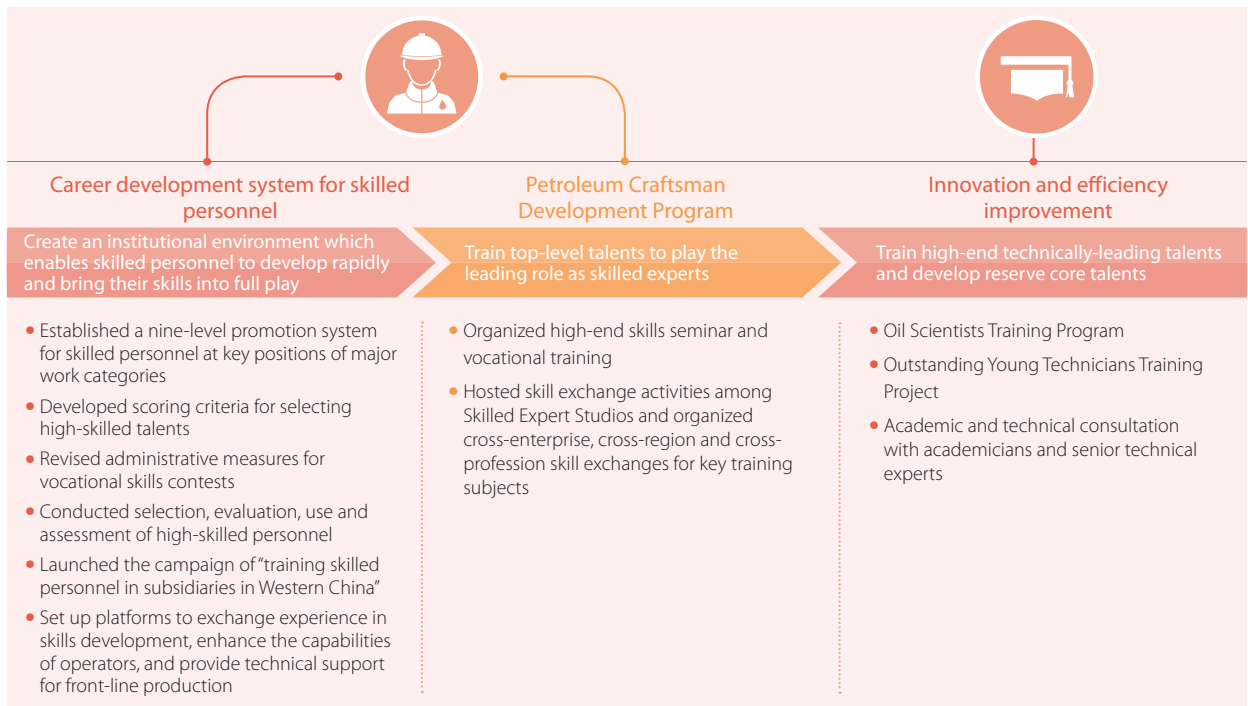 Career development system for skilled
personnel
Create an institutional environment which
enables skilled personnel to develop rapidly
and bring their skills into full play
• Established a nine-level promotion system
for skilled personnel at key positions of major
work categories
• Developed scoring criteria for selecting
high-skilled talents
• Revised administrative measures for
vocational skills contests
• Conducted selection, evaluation, use and
assessment of high-skilled personnel
• Launched the campaign of “training skilled
personnel in subsidiaries in Western China”
• Set up platforms to exchange experience in
skills development, enhance the capabilities
of operators, and provide technical support
for front-line production
Petroleum Craftsman
Development Program
Train top-level talents to play the
leading role as skilled experts
• Organized high-end skills seminar and
vocational training
• Hosted skill exchange activities among
Skilled Expert Studios and organized
cross-enterprise, cross-region and cross-
profession skill exchanges for key training
subjects
Innovation and efficiency
improvement
Train high-end technically-leading talents
and develop reserve core talents
• Oil Scientists Training Program
• Outstanding Young Technicians Training
Project
• Academic and technical consultation
with academicians and senior technical
experts